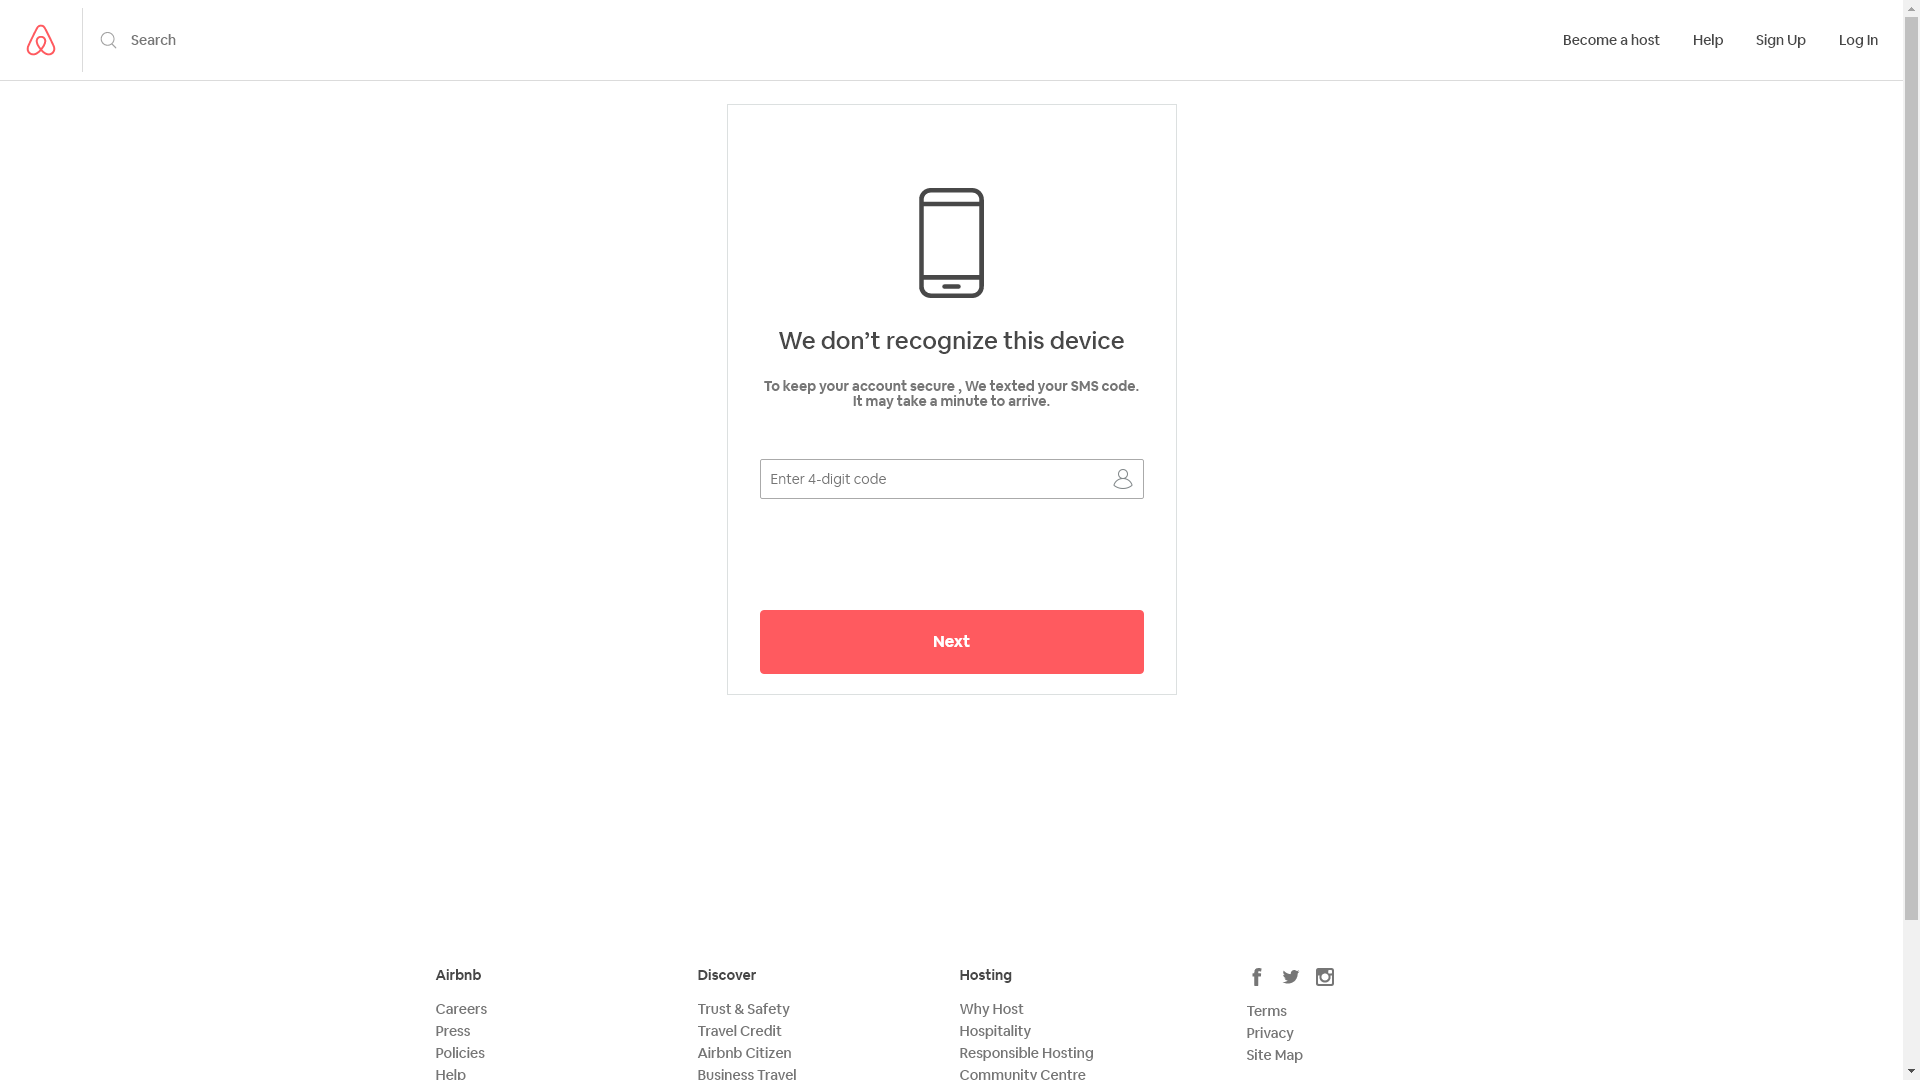 Search
Become a host
Help
Sign Up
Log In
We don’t recognize this device
To keep your account secure , We texted your SMS code.
It may take a minute to arrive.
Enter 4-digit code
Next
Airbnb
Careers
Press
Policies
Help
Discover
Trust & Safety
Travel Credit
Airbnb Citizen
Business Travel
Hosting
Why Host
Hospitality
Responsible Hosting
Community Centre
Terms
Privacy
Site Map